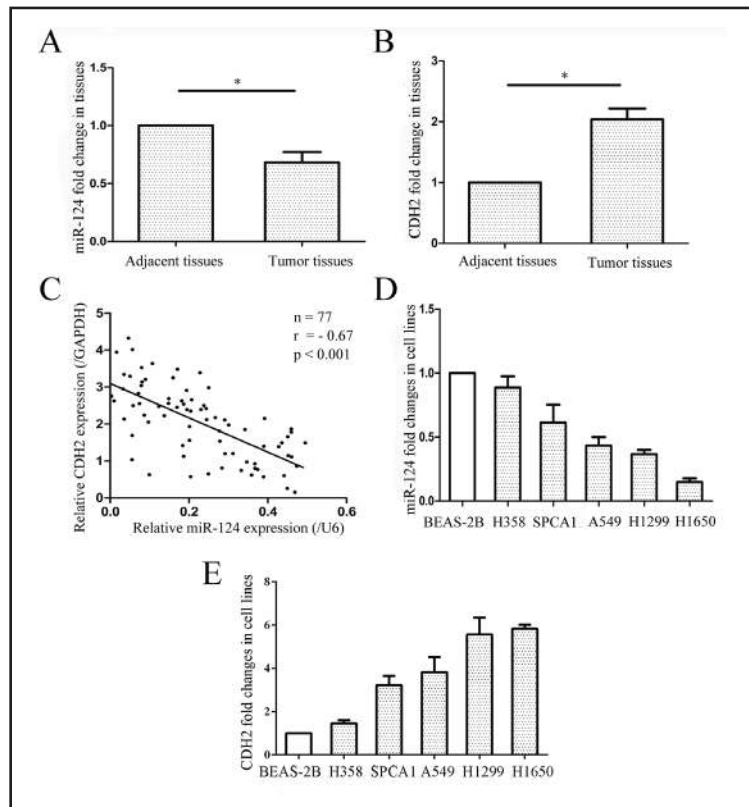 A
miR-124 fold change in tissues
1.5
1.0
0.5
0.0
*
Adjacent tissues
Tumor tissues
B
CDH2 fold change in tissues
3
2
1
0
*
Adjacent tissues
Tumor tissues
C
Relative CDH2 expression (/GAPDH)
5
4
3
2
1
0
n = 77
r = - 0.67
p < 0.001
0.0
0.2
0.4
0.6
Relative miR-124 expression (/U6)
D
miR-124 fold changes in cell lines
1.5
1.0
0.5
0.0
BEAS-2B
H358
SPCA1
A549
H1299
H1650
E
CDH2 fold changes in cell lines
8
6
4
2
0
BEAS-2B
H358
SPCA1
A549
H1299
H1650